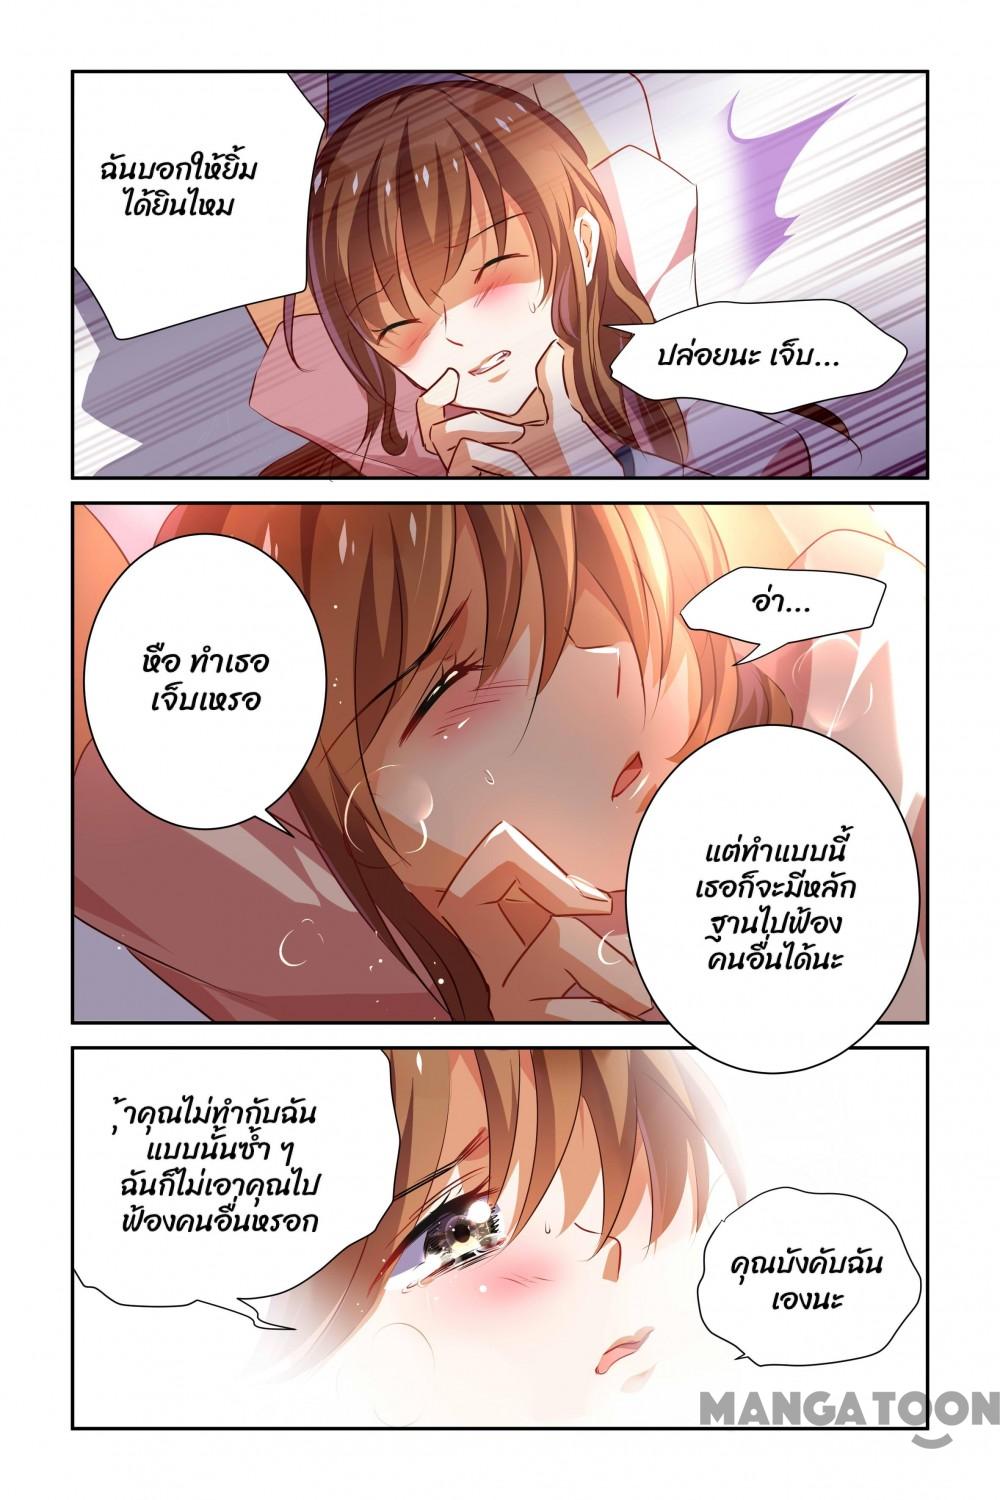 ฉันบอกให้ยิ้ม
ได้ยินไหม
ปล่อยนะ เจ็บ...
อ่า...
หือ ทำเธอ
เจ็บเหรอ
แต่ทำแบบนี้
เธอก็จะมีหลัก
ฐานไปฟ้อง
คนอื่นได้นะ
้าคุณไม่ทำกับฉัน
แบบนั้นซ้ำ ๆ
ฉันก็ไม่เอาคุณไป
ฟ้องคนอื่นหรอก
คุณบังคับฉัน
เองนะ
MANGATOON